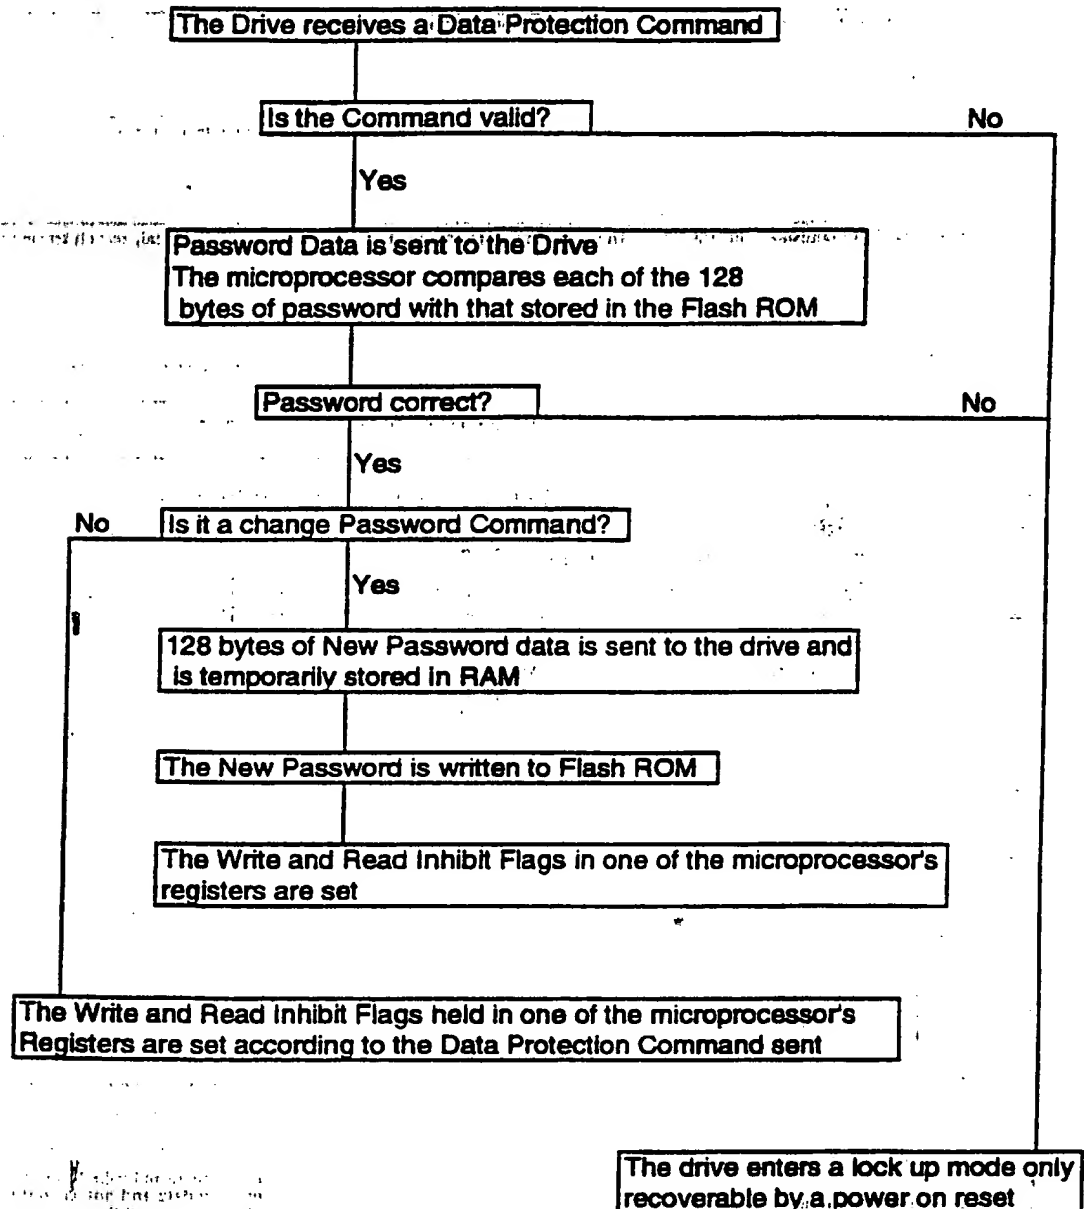 The Drive receives a Data Protection Command
Is the Command valid?
No
Yes
Password Data is sent to the Drive
The microprocessor compares each of the 128
bytes of password with that stored in the Flash ROM
Password correct?
No
Yes
No
Is it a change Password Command?
Yes
128 bytes of New Password data is sent to the drive and
is temporarily stored in RAM
The New Password is written to Flash ROM
The Write and Read Inhibit Flags in one of the microprocessor's
registers are set
The Write and Read Inhibit Flags held in one of the microprocessor's
Registers are set according to the Data Protection Command sent
The drive enters a lock up mode only
recoverable by a power on reset